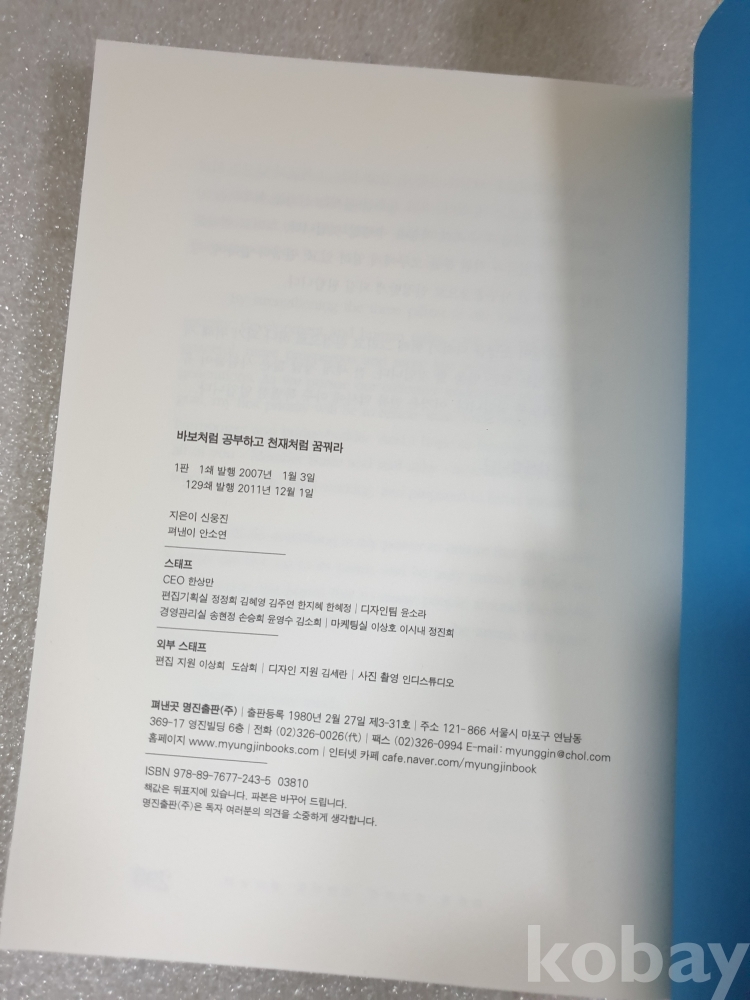 바보처럼 공부하고 천재처럼 꿈꿔라
1판 1쇄 발행 2007년 1월 3일
129쇄 발행 2011년 12월 1일
지은이 신웅진
펴낸이 안소연
스태프
CEO 한상만
편집기획실 정정희 김혜영 김주연 한지혜 한혜정 | 디자인팀 윤소라
경영관리실 송현정 손승희 윤영수 김소희 | 마케팅실 이상호 이시내 정진희
외부 스태프
편집 지원 이상희 도삼희 | 디자인 지원 김세란 | 사진 촬영 인디스튜디오
펴낸곳 명진출판(주) | 출판등록 1980년 2월 27일 제3-31호 | 주소 121-866 서울시 마포구 연남동
369-17 영진빌딩 6층 | 전화 (02)326-0026(代) | 팩스 (02)326-0994 E-mail: myunggin@chol.com
홈페이지 www.myungjinbooks.com | 인터넷 카페 cafe.naver.com/myungjinbook
ISBN 978-89-7677-243-5 03810
책값은 뒤표지에 있습니다. 파본은 바꾸어 드립니다.
명진출판(주)은 독자 여러분의 의견을 소중하게 생각합니다.
kobay